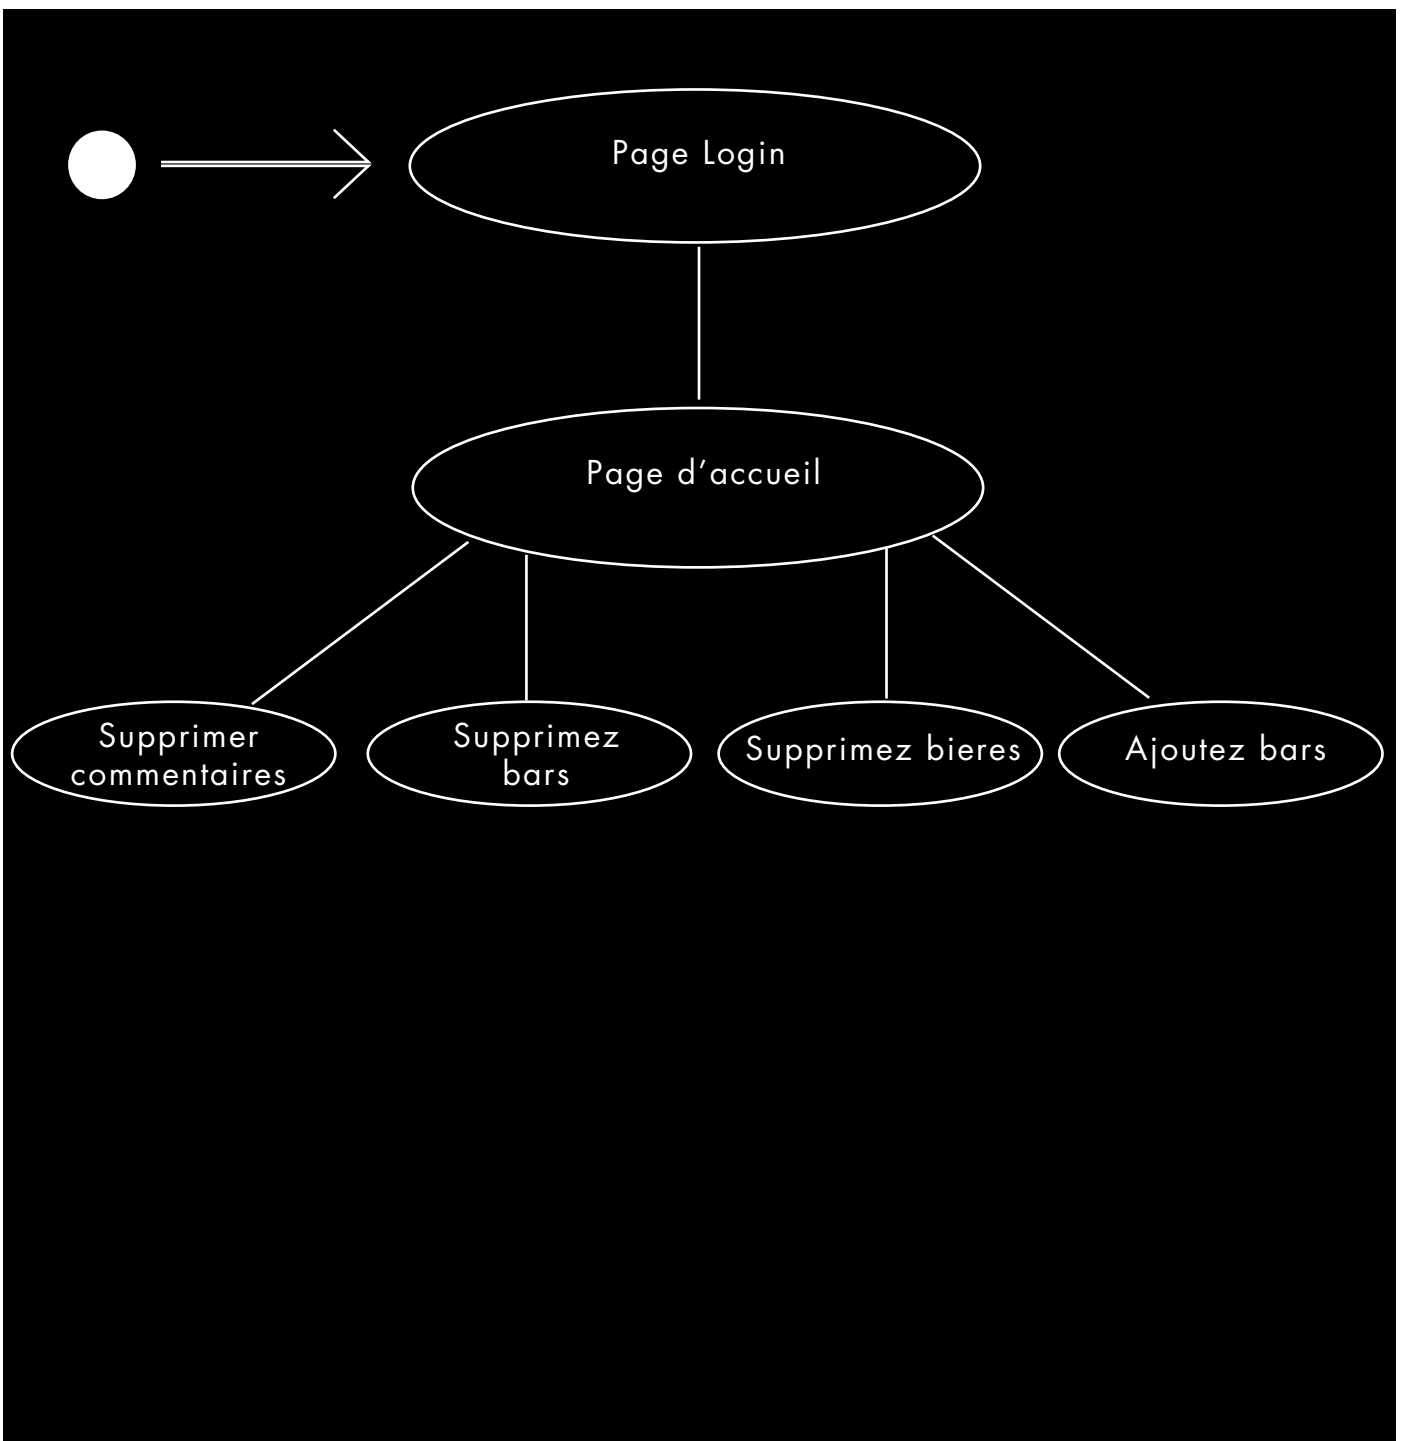 Page Login
Page d’accueil
Supprimer
commentaires
Supprimez
bars
Supprimez bieres
Ajoutez bars